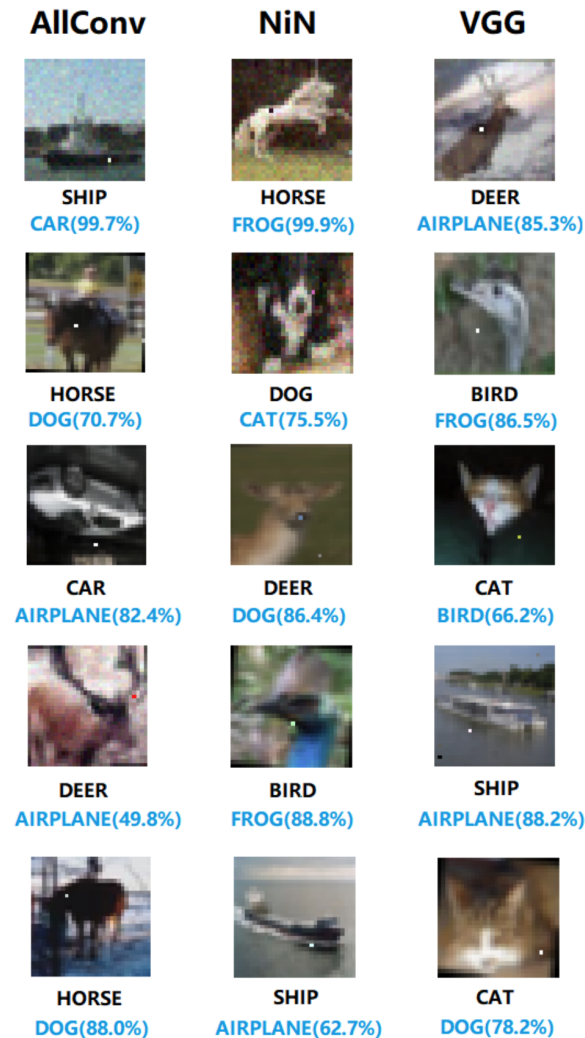 AllConv NiN VGG
SHIP HORSE DEER
CAR(99.7%) FROG(99.9%) AIRPLANE(85.3%)
HORSE DOG BIRD
DOG(70.7%) CAT(75.5%) FROG(86.5%)
CAR DEER CAT
AIRPLANE(82.4%) DOG(86.4%) BIRD(66.2%)
DEER BIRD SHIP
AIRPLANE(49.8%) FROG(88.8%) AIRPLANE(88.2%)
HORSE SHIP CAT
DOG(88.0%) AIRPLANE(62.7%) DOG(78.2%)